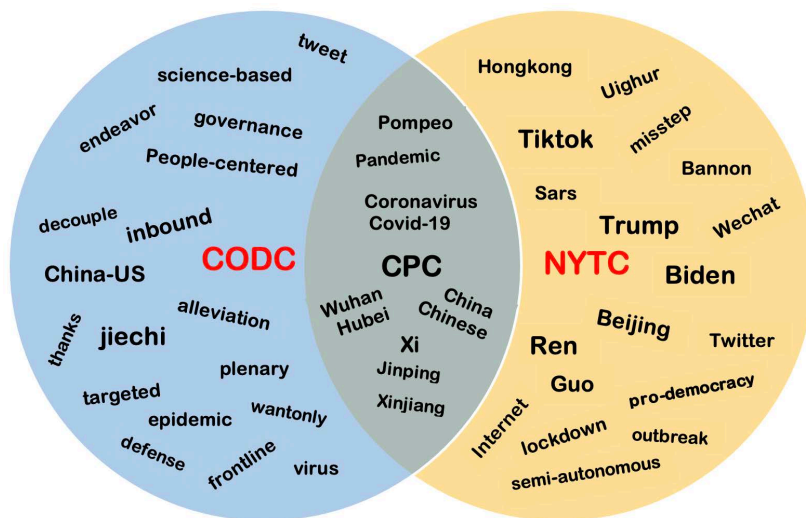 tweet
science-based
endeavor
governance
People-centered
decouple
inbound
CODC
China-US
alleviation
thanks
jiechi
plenary
targeted
wantonly
epidemic
defense
frontline
virus
Pompeo
Pandemic
Coronavirus
Covid-19
CPC
Wuhan
Hubei
China
Chinese
Xi
Jinping
Xinjiang
Hongkong
Uighur
Tiktok
misstep
Bannon
Sars
Trump
Wechat
NYTC
Biden
Beijing
Ren
Twitter
Guo
pro-democracy
Internet
lockdown
outbreak
semi-autonomous